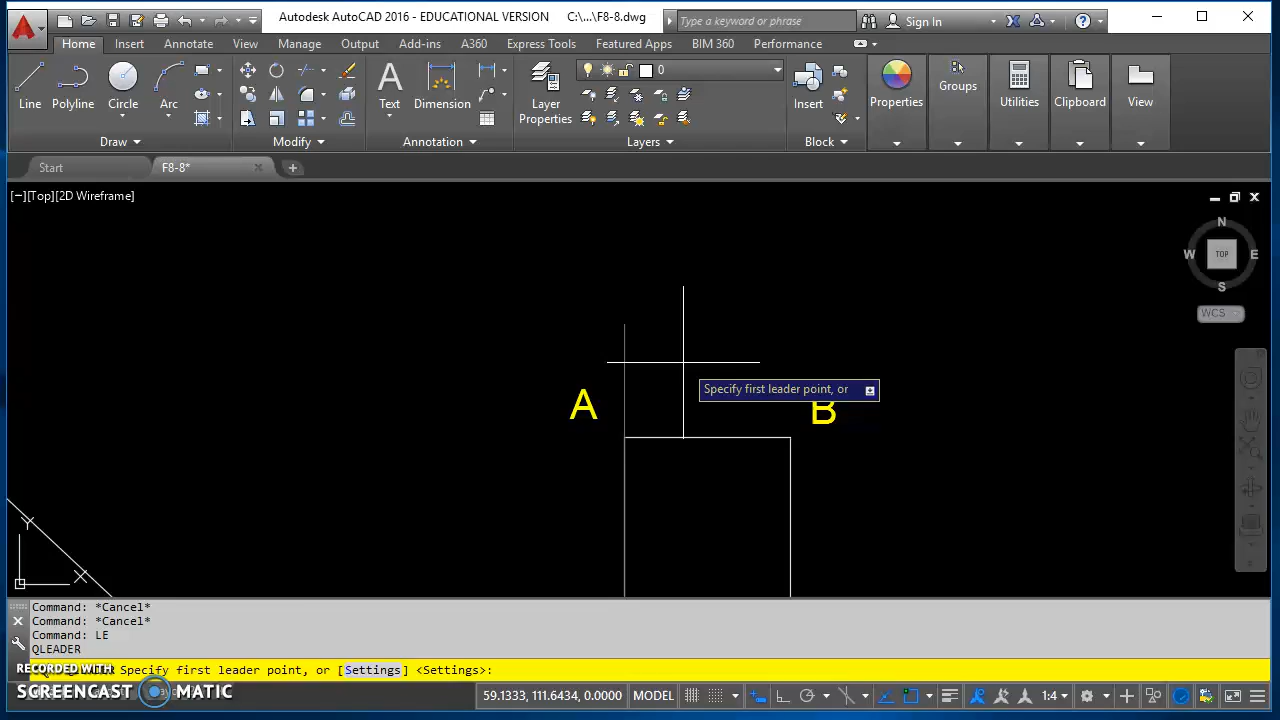 Autodesk AutoCAD 2016 - EDUCATIONAL VERSION C:\...\F8-8.dwg
Type a keyword or phrase
Sign In
Home Insert Annotate View Manage Output Add-ins A360 Express Tools Featured Apps BIM 360 Performance
0
Line Polyline Circle Arc
A Text Dimension
Layer Properties
Insert
Properties Groups Utilities Clipboard View
Draw Modify Annotation Layers Block
Start F8-8*
[−][Top][2D Wireframe]
N
W TOP E
S
WCS
Specify first leader point, or
A B
Y
X
Command: *Cancel*
Command: *Cancel*
Command: LE
QLEADER
Specify first leader point, or [Settings] <Settings>:
RECORDED WITH
SCREENCAST MATIC
59.1333, 111.6434, 0.0000 MODEL 1:4